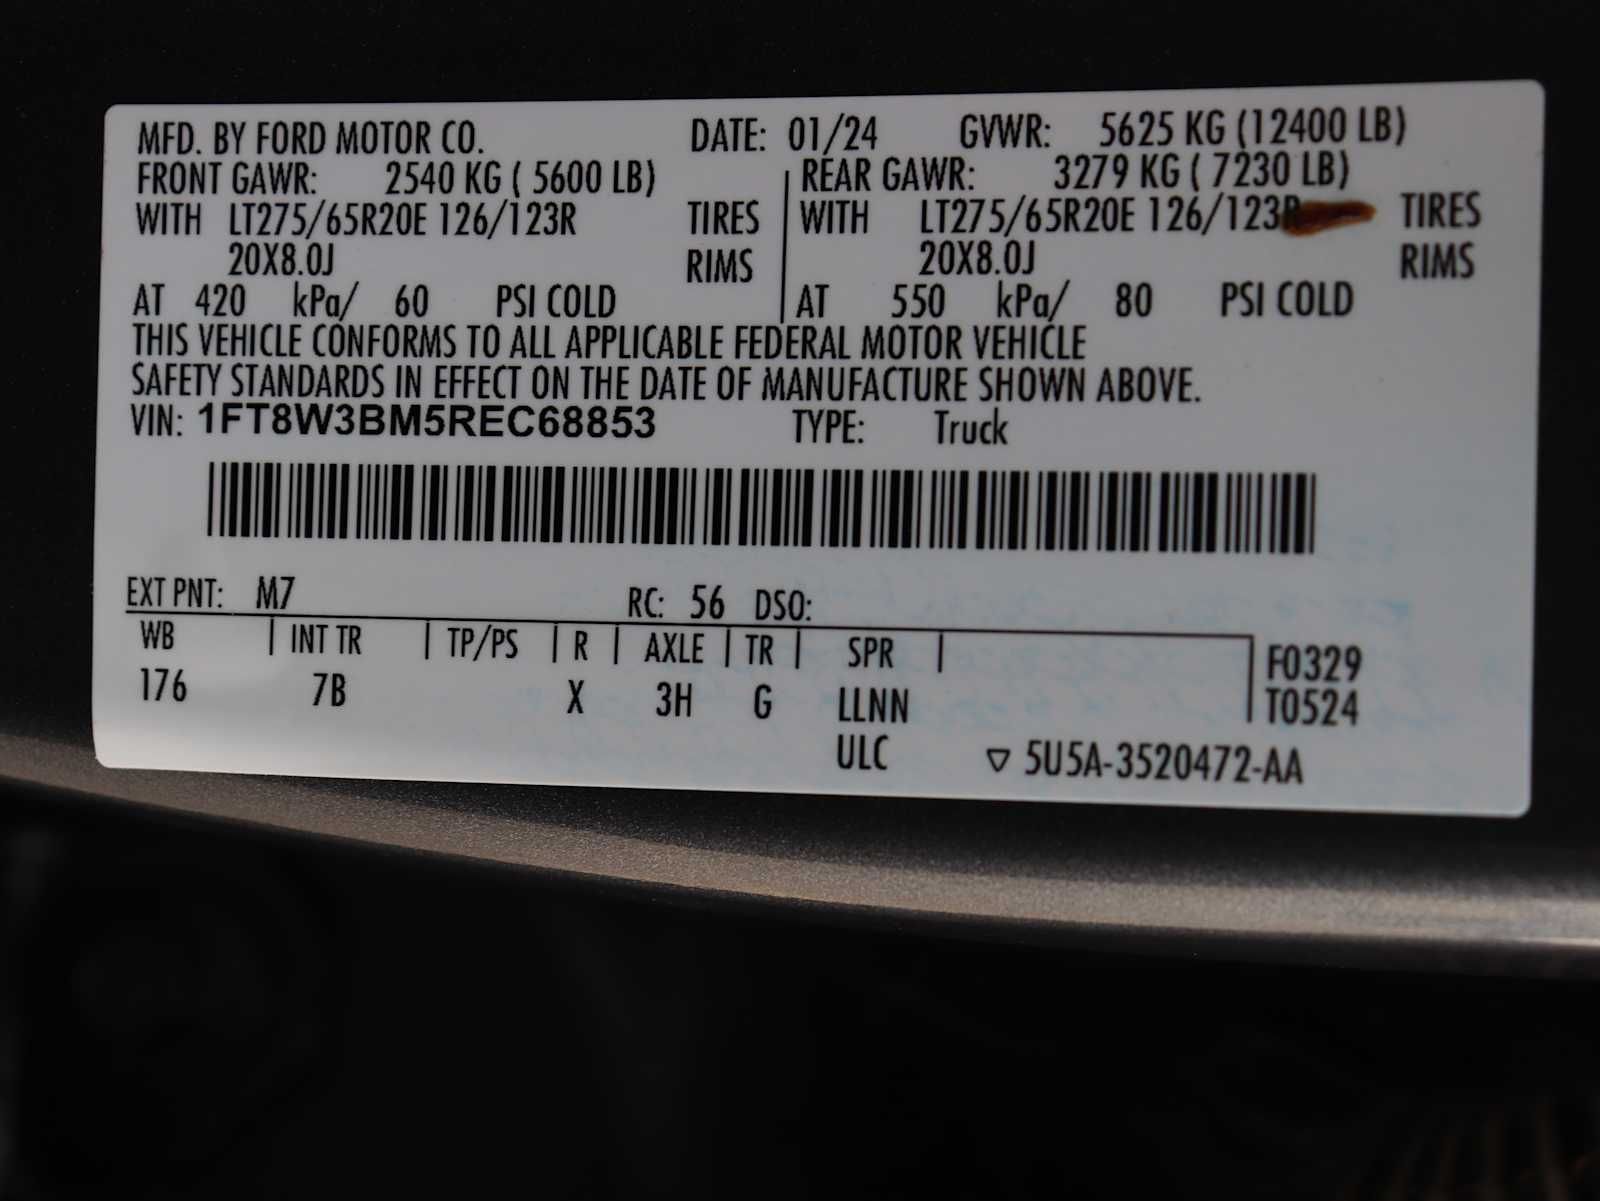 MFD. BY FORD MOTOR CO. DATE: 01/24 GVWR: 5625 KG (12400 LB)
FRONT GAWR: 2540 KG ( 5600 LB) REAR GAWR: 3279 KG ( 7230 LB)
WITH LT275/65R20E 126/123R TIRES WITH LT275/65R20E 126/123R TIRES
20X8.0J RIMS 20X8.0J RIMS
AT 420 kPa/ 60 PSI COLD AT 550 kPa/ 80 PSI COLD
THIS VEHICLE CONFORMS TO ALL APPLICABLE FEDERAL MOTOR VEHICLE
SAFETY STANDARDS IN EFFECT ON THE DATE OF MANUFACTURE SHOWN ABOVE.
VIN: 1FT8W3BM5REC68853 TYPE: Truck
EXT PNT: M7 RC: 56 DSO:
WB | INT TR | TP/PS | R | AXLE | TR | SPR | F0329
176 7B X 3H G LLNN T0524
ULC ▽ 5U5A-3520472-AA